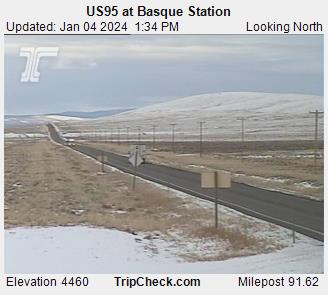 US95 at Basque Station
Updated: Jan 04 2024 1:34 PM Looking North
Elevation 4460 TripCheck.com Milepost 91.62